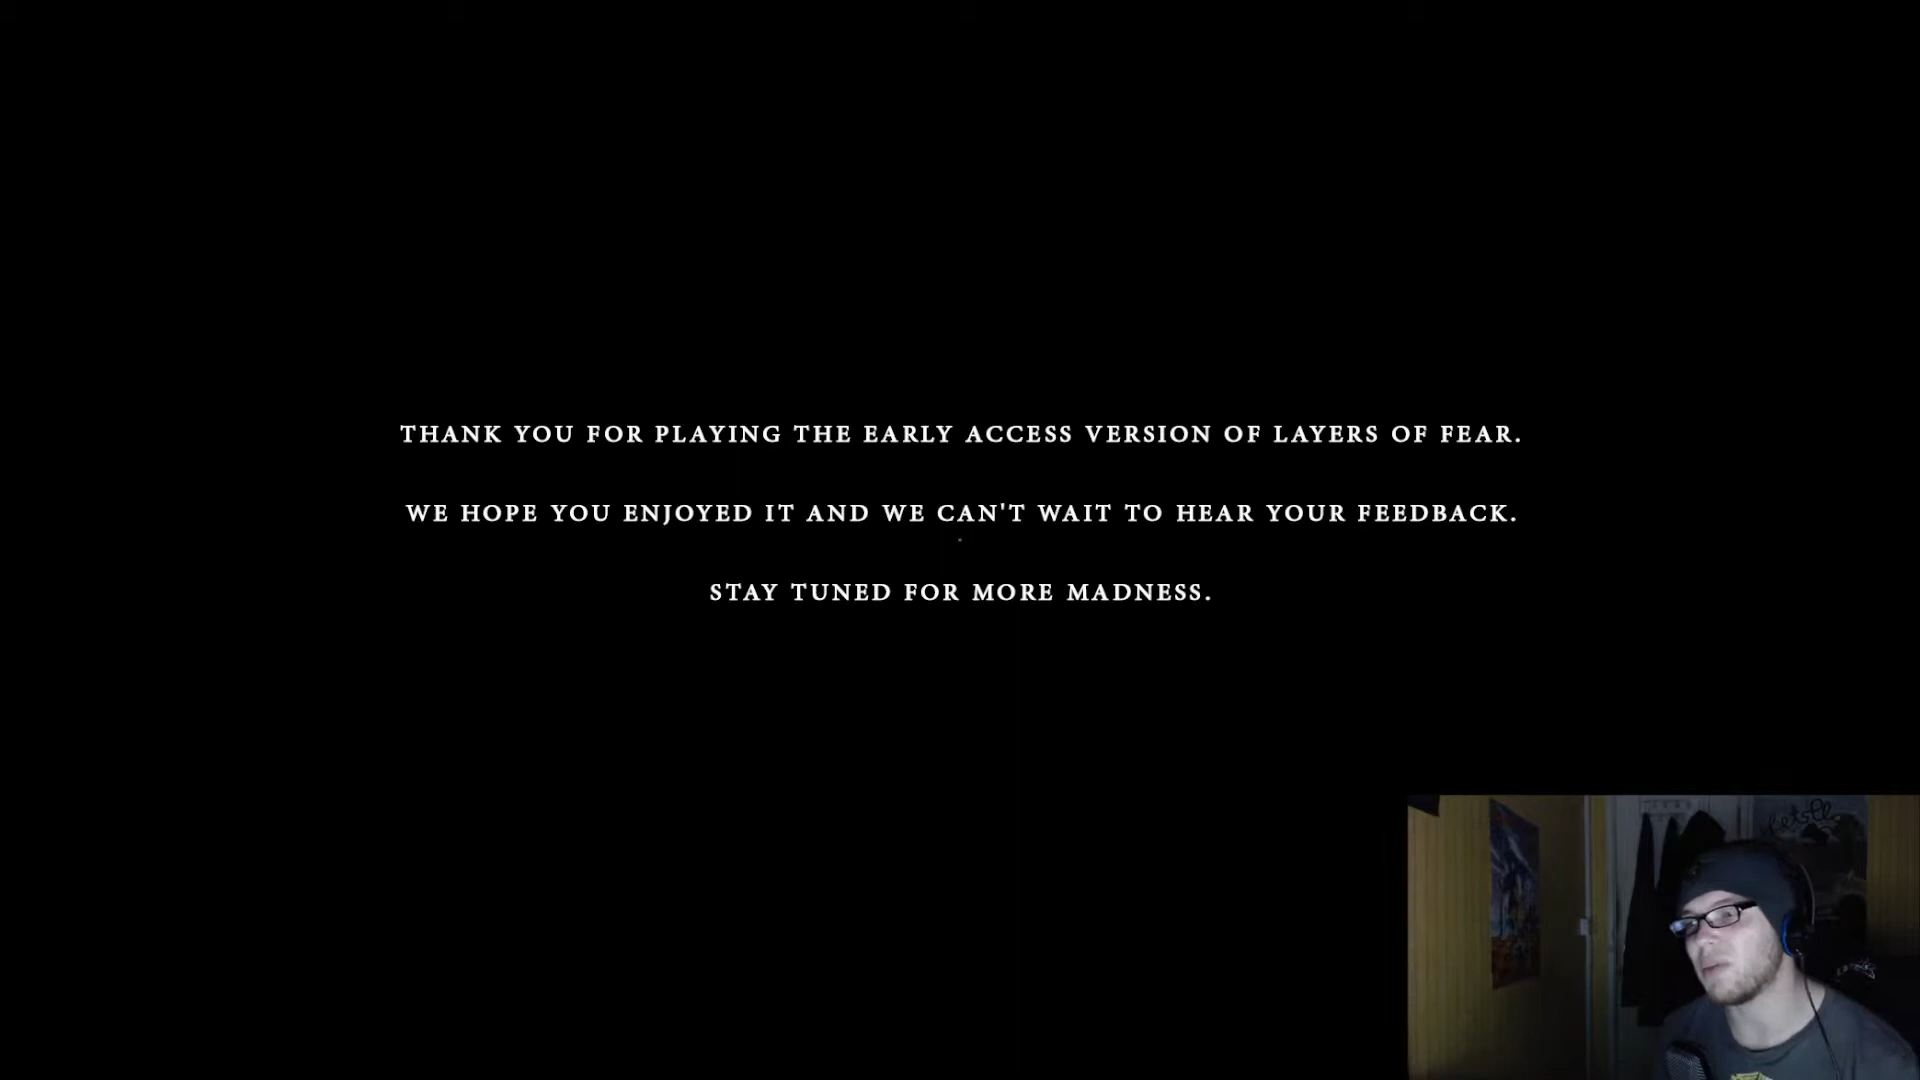 THANK YOU FOR PLAYING THE EARLY ACCESS VERSION OF LAYERS OF FEAR.
WE HOPE YOU ENJOYED IT AND WE CAN'T WAIT TO HEAR YOUR FEEDBACK.
STAY TUNED FOR MORE MADNESS.